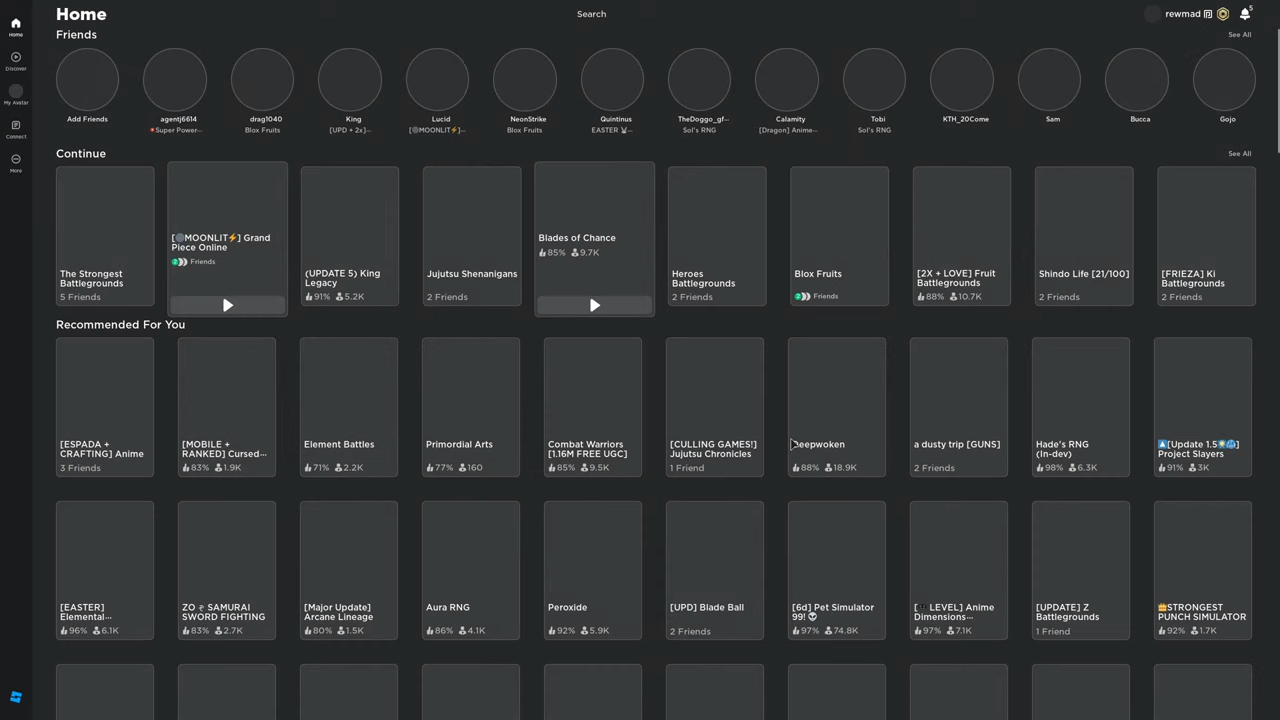 Home
Search
rewmad
5
Home
Discover
My Avatar
Connect
More
Friends
See All
Add Friends
agentj6614
Super Power...
drag1040
Blox Fruits
King
[UPD + 2x]...
Lucid
[🌑MOONLIT⚡]...
NeonStrike
Blox Fruits
Quintinus
EASTER 🐰...
TheDoggo_gf...
Sol's RNG
Calamity
[Dragon] Anime...
Tobi
Sol's RNG
KTH_20Come
Sam
Bucca
Gojo
Continue
See All
The Strongest
Battlegrounds
5 Friends
[🌑MOONLIT⚡] Grand
Piece Online
2 Friends
(UPDATE 5) King
Legacy
91% 5.2K
Jujutsu Shenanigans
2 Friends
Blades of Chance
85% 9.7K
Heroes
Battlegrounds
2 Friends
Blox Fruits
2 Friends
[2X + LOVE] Fruit
Battlegrounds
88% 10.7K
Shindo Life [21/100]
2 Friends
[FRIEZA] Ki
Battlegrounds
2 Friends
Recommended For You
[ESPADA +
CRAFTING] Anime
3 Friends
[MOBILE +
RANKED] Cursed...
83% 1.9K
Element Battles
71% 2.2K
Primordial Arts
77% 160
Combat Warriors
[1.16M FREE UGC]
85% 9.5K
[CULLING GAMES!]
Jujutsu Chronicles
1 Friend
Deepwoken
88% 18.9K
a dusty trip [GUNS]
2 Friends
Hade's RNG
(In-dev)
98% 6.3K
[Update 1.5]
Project Slayers
91% 3K
[EASTER]
Elemental...
96% 6.1K
ZO SAMURAI
SWORD FIGHTING
83% 2.7K
[Major Update]
Arcane Lineage
80% 1.5K
Aura RNG
86% 4.1K
Peroxide
92% 5.9K
[UPD] Blade Ball
2 Friends
[6d] Pet Simulator
99! 💀
97% 74.8K
[LEVEL] Anime
Dimensions...
97% 7.1K
[UPDATE] Z
Battlegrounds
1 Friend
STRONGEST
PUNCH SIMULATOR
92% 1.7K